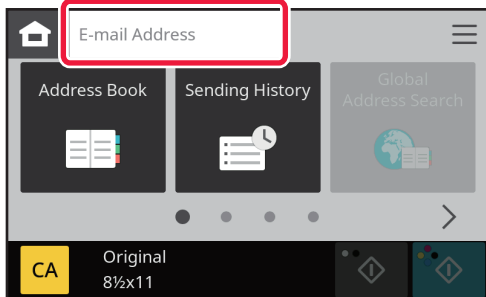 E-mail Address
Address Book
Sending History
Global
Address Search
CA
Original
8½x11